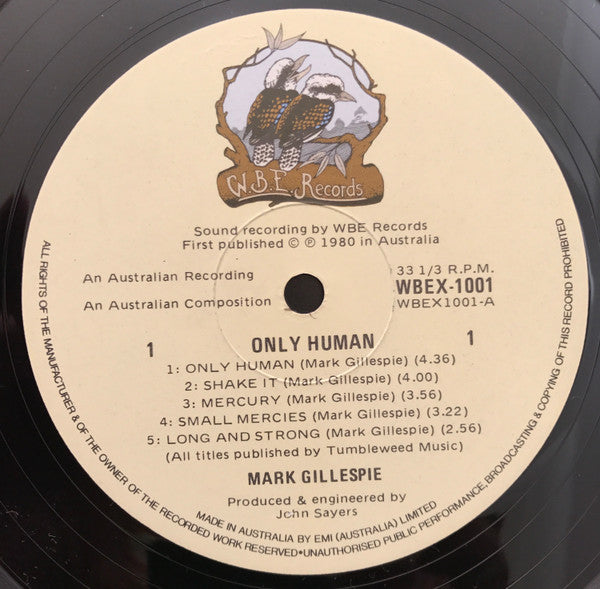 W.B.E. Records
Sound recording by WBE Records
First published © ℗ 1980 in Australia
An Australian Recording
33 1/3 R.P.M.
WBEX-1001
An Australian Composition
WBEX1001-A
1 ONLY HUMAN 1
1: ONLY HUMAN (Mark Gillespie) (4.36)
2: SHAKE IT (Mark Gillespie) (4.00)
3: MERCURY (Mark Gillespie) (3.56)
4: SMALL MERCIES (Mark Gillespie) (3.22)
5: LONG AND STRONG (Mark Gillespie) (2.56)
(All titles published by Tumbleweed Music)
MARK GILLESPIE
Produced & engineered by
John Sayers
MADE IN AUSTRALIA BY EMI (AUSTRALIA) LIMITED
ALL RIGHTS OF THE MANUFACTURER & OF THE OWNER OF THE RECORDED WORK RESERVED•UNAUTHORISED PUBLIC PERFORMANCE, BROADCASTING & COPYING OF THIS RECORD PROHIBITED